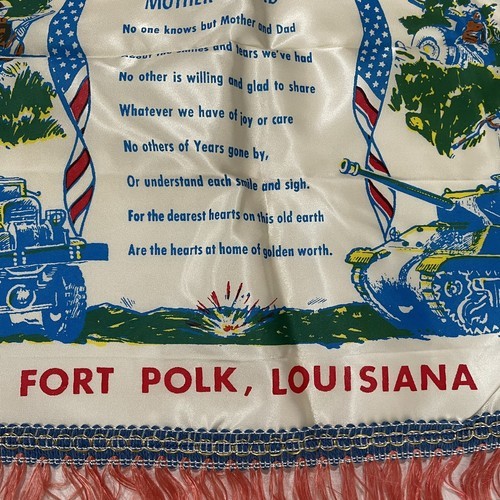 MOTHER
No one knows but Mother and Dad
About the smiles and tears we've had
No other is willing and glad to share
Whatever we have of joy or care
No others of Years gone by,
Or understand each smile and sigh.
For the dearest hearts on this old earth
Are the hearts at home of golden worth.
FORT POLK, LOUISIANA